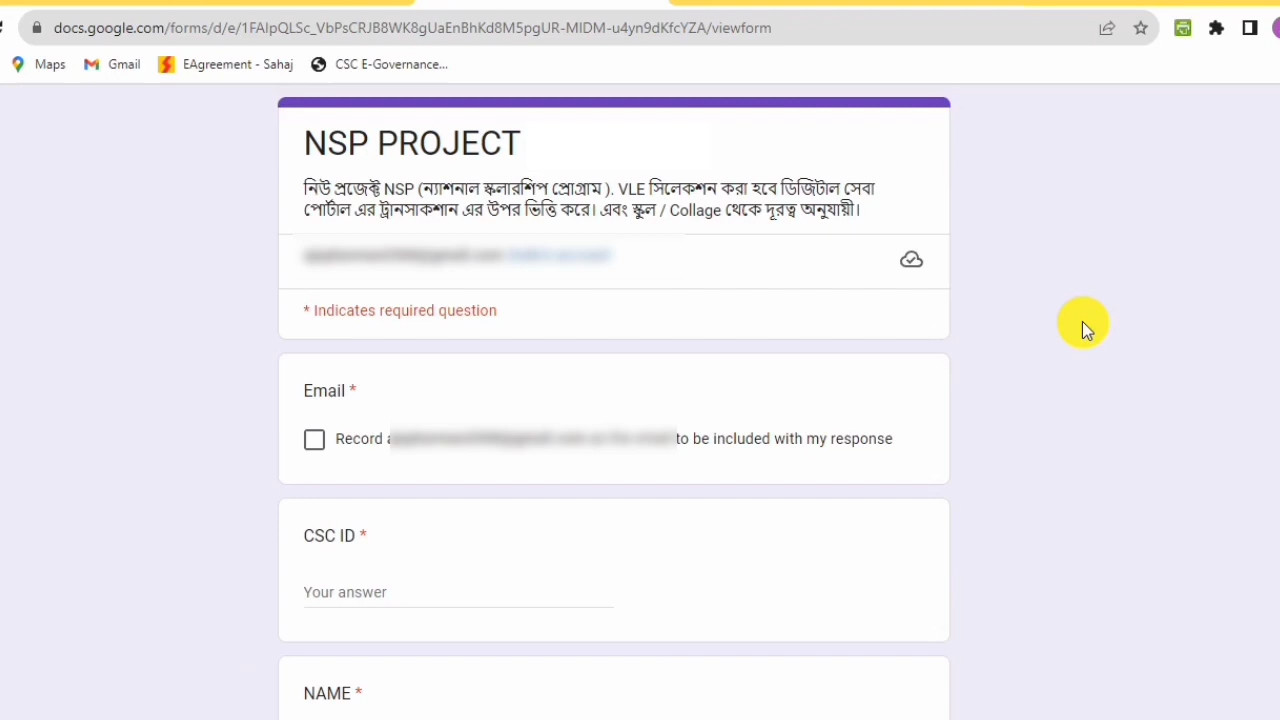 docs.google.com/forms/d/e/1FAIpQLSc_VbPsCRJB8WK8gUaEnBhKd8M5pgUR-MIDM-u4yn9dKfcYZA/viewform
Maps Gmail EAgreement - Sahaj CSC E-Governance...
NSP PROJECT
নিউ প্রজেক্ট NSP (ন্যাশনাল স্কলারশিপ প্রোগ্রাম ). VLE সিলেকশন করা হবে ডিজিটাল সেবা
পোর্টাল এর ট্রানসাকশান এর উপর ভিত্তি করে। এবং স্কুল / Collage থেকে দূরত্ব অনুযায়ী।
* Indicates required question
Email *
Record to be included with my response
CSC ID *
Your answer
NAME *